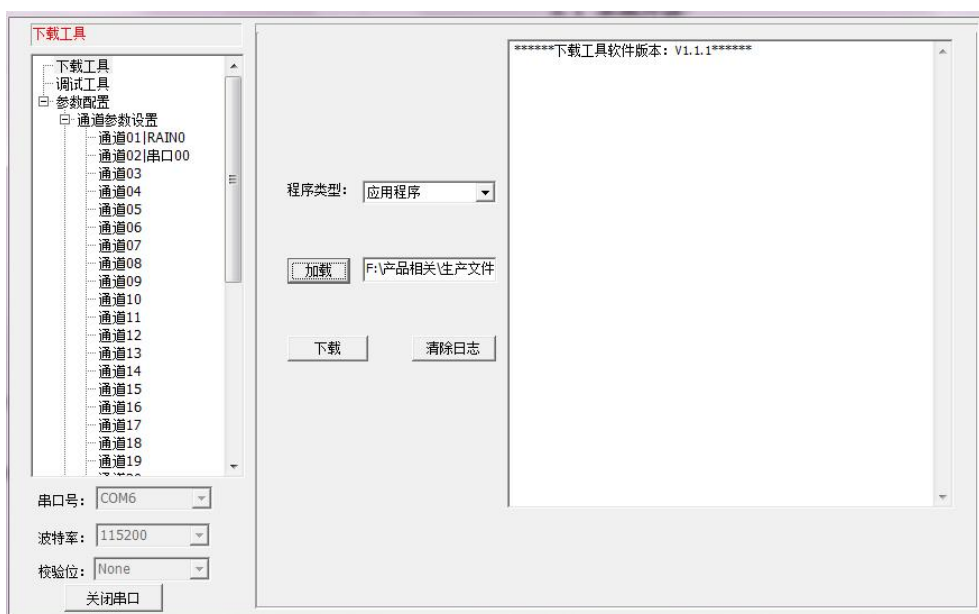 下载工具
下载工具
调试工具
参数配置
通道参数设置
通道01|RAIN0
通道02|串口00
通道03
通道04
通道05
通道06
通道07
通道08
通道09
通道10
通道11
通道12
通道13
通道14
通道15
通道16
通道17
通道18
通道19
串口号： COM6
波特率： 115200
校验位： None
关闭串口
程序类型： 应用程序
加载 F:\产品相关\生产文件
下载 清除日志
******下载工具软件版本：V1.1.1******